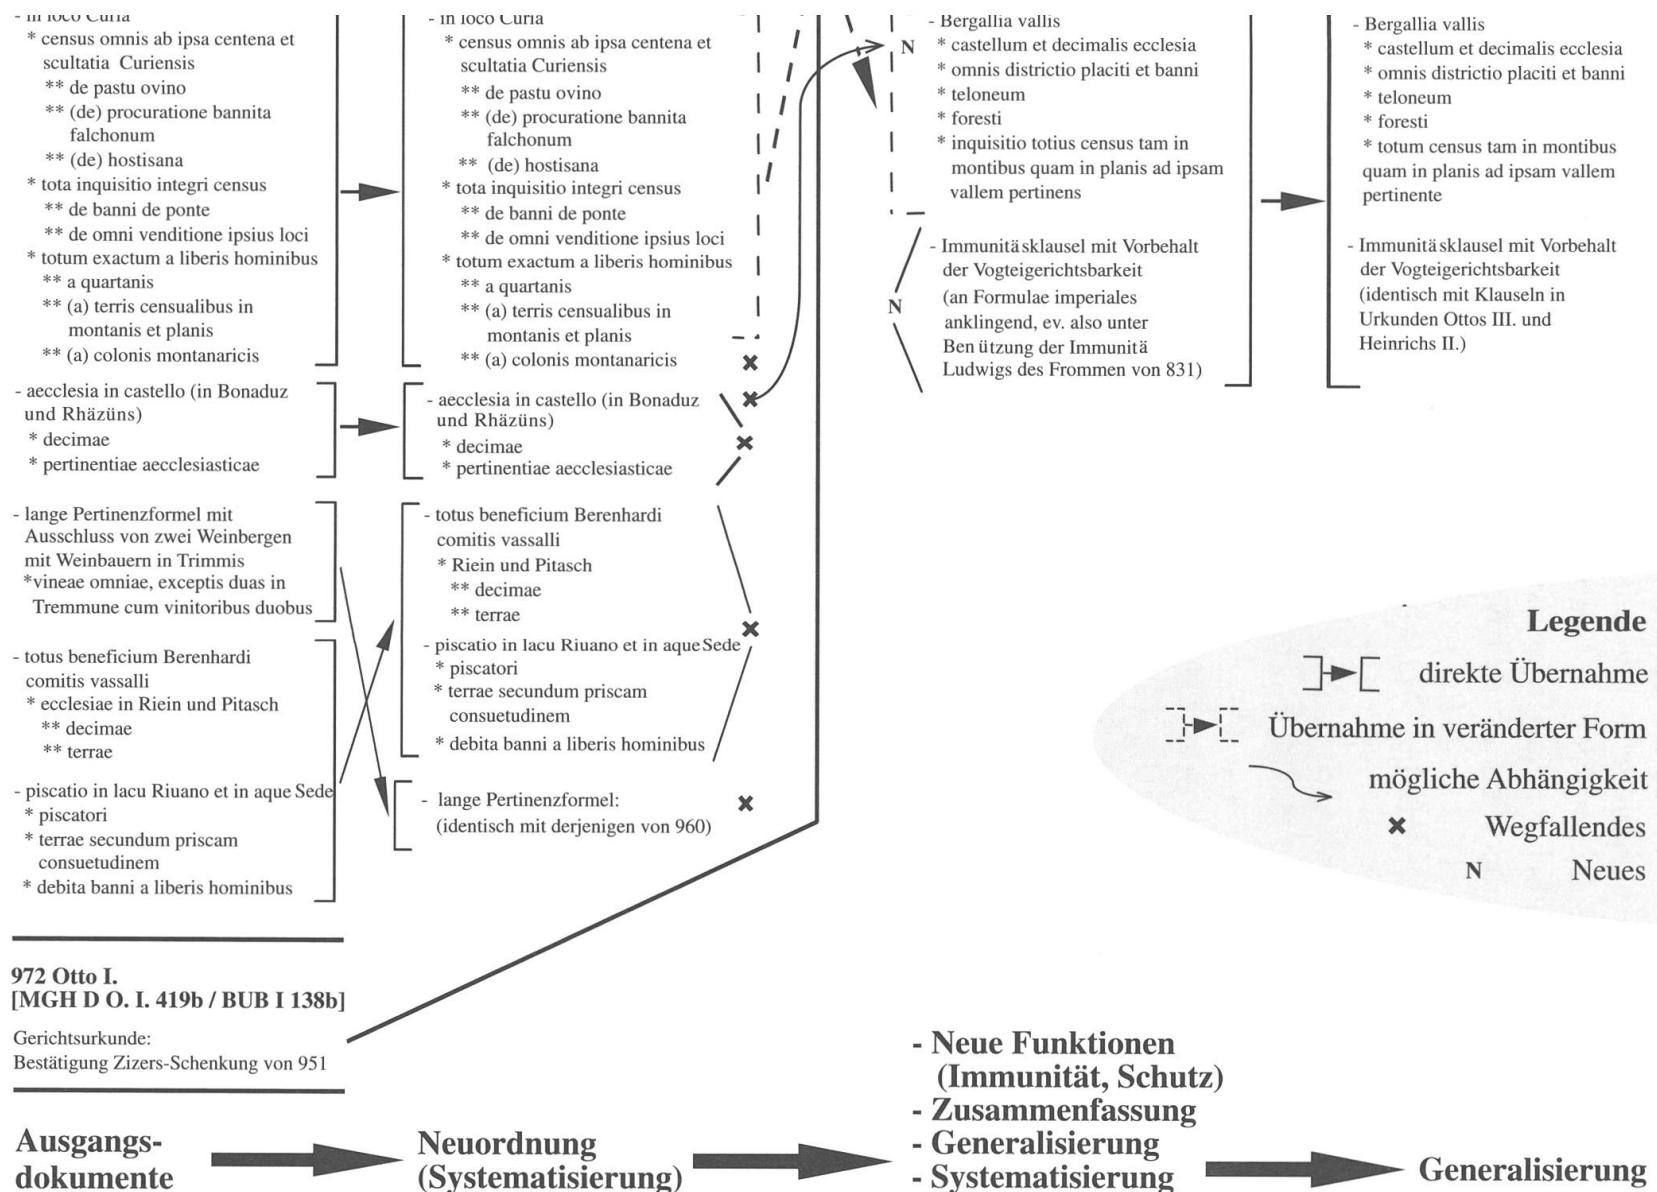 - in loco Curia
* census omnis ab ipsa centena et
scultatia Curiensis
** de pastu ovino
** (de) procuratione bannita
falchonum
** (de) hostisana
* tota inquisitio integri census
** de banni de ponte
** de omni venditione ipsius loci
* totum exactum a liberis hominibus
** a quartanis
** (a) terris censualibus in
montanis et planis
** (a) colonis montanaricis
- aecclesia in castello (in Bonaduz
und Rhäzüns)
* decimae
* pertinentiae aecclesiasticae
- lange Pertinenzformel mit
Ausschluss von zwei Weinbergen
mit Weinbauern in Trimmis
*vineae omniae, exceptis duas in
Tremmune cum vinitoribus duobus
- totus beneficium Berenhardi
comitis vassalli
* ecclesiae in Riein und Pitasch
** decimae
** terrae
- piscatio in lacu Riuano et in aque Sede
* piscatori
* terrae secundum priscam
consuetudinem
* debita banni a liberis hominibus
972 Otto I.
[MGH D O. I. 419b / BUB I 138b]
Gerichtsurkunde:
Bestätigung Zizers-Schenkung von 951
- in loco Curia
* census omnis ab ipsa centena et
scultatia Curiensis
** de pastu ovino
** (de) procuratione bannita
falchonum
** (de) hostisana
* tota inquisitio integri census
** de banni de ponte
** de omni venditione ipsius loci
* totum exactum a liberis hominibus
** a quartanis
** (a) terris censualibus in
montanis et planis
** (a) colonis montanaricis
- aecclesia in castello (in Bonaduz
und Rhäzüns)
* decimae
* pertinentiae aecclesiasticae
- totus beneficium Berenhardi
comitis vassalli
* Riein und Pitasch
** decimae
** terrae
- piscatio in lacu Riuano et in aque Sede
* piscatori
* terrae secundum priscam
consuetudinem
* debita banni a liberis hominibus
- lange Pertinenzformel:
(identisch mit derjenigen von 960)
N
- Bergallia vallis
* castellum et decimalis ecclesia
* omnis districtio placiti et banni
* teloneum
* foresti
* inquisitio totius census tam in
montibus quam in planis ad ipsam
vallem pertinens
N
- Immunitäsklausel mit Vorbehalt
der Vogteigerichtsbarkeit
(an Formulae imperiales
anklingend, ev. also unter
Ben ützung der Immunitä
Ludwigs des Frommen von 831)
- Bergallia vallis
* castellum et decimalis ecclesia
* omnis districtio placiti et banni
* teloneum
* foresti
* totum census tam in montibus
quam in planis ad ipsam vallem
pertinente
- Immunitäsklausel mit Vorbehalt
der Vogteigerichtsbarkeit
(identisch mit Klauseln in
Urkunden Ottos III. und
Heinrichs II.)
Legende
direkte Übernahme
Übernahme in veränderter Form
mögliche Abhängigkeit
Wegfallendes
N Neues
Ausgangs-
dokumente
Neuordnung
(Systematisierung)
- Neue Funktionen
(Immunität, Schutz)
- Zusammenfassung
- Generalisierung
- Systematisierung
Generalisierung